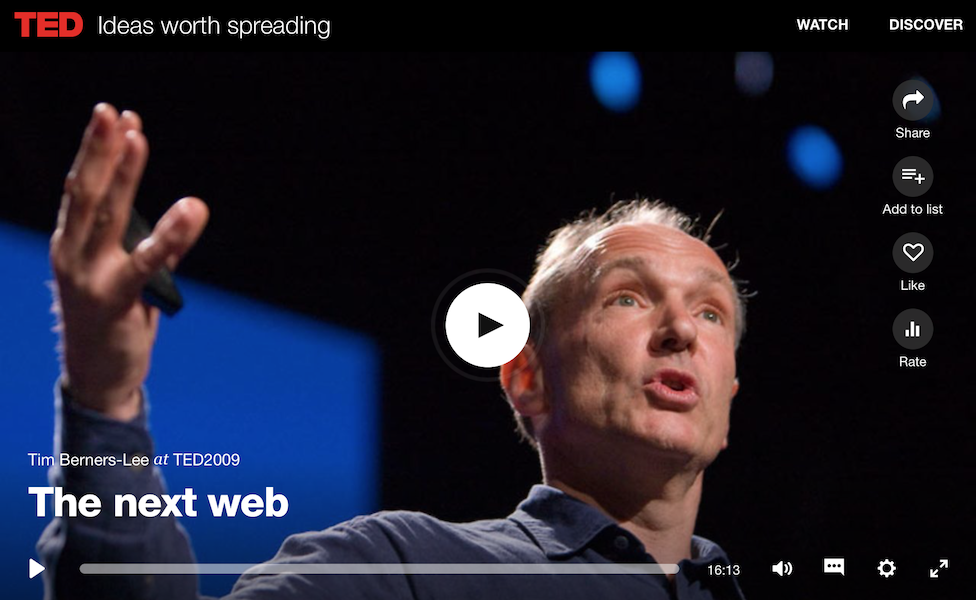 TED Ideas worth spreading WATCH DISCOVER
Share
Add to list
Like
Rate
Tim Berners-Lee at TED2009
The next web
16:13